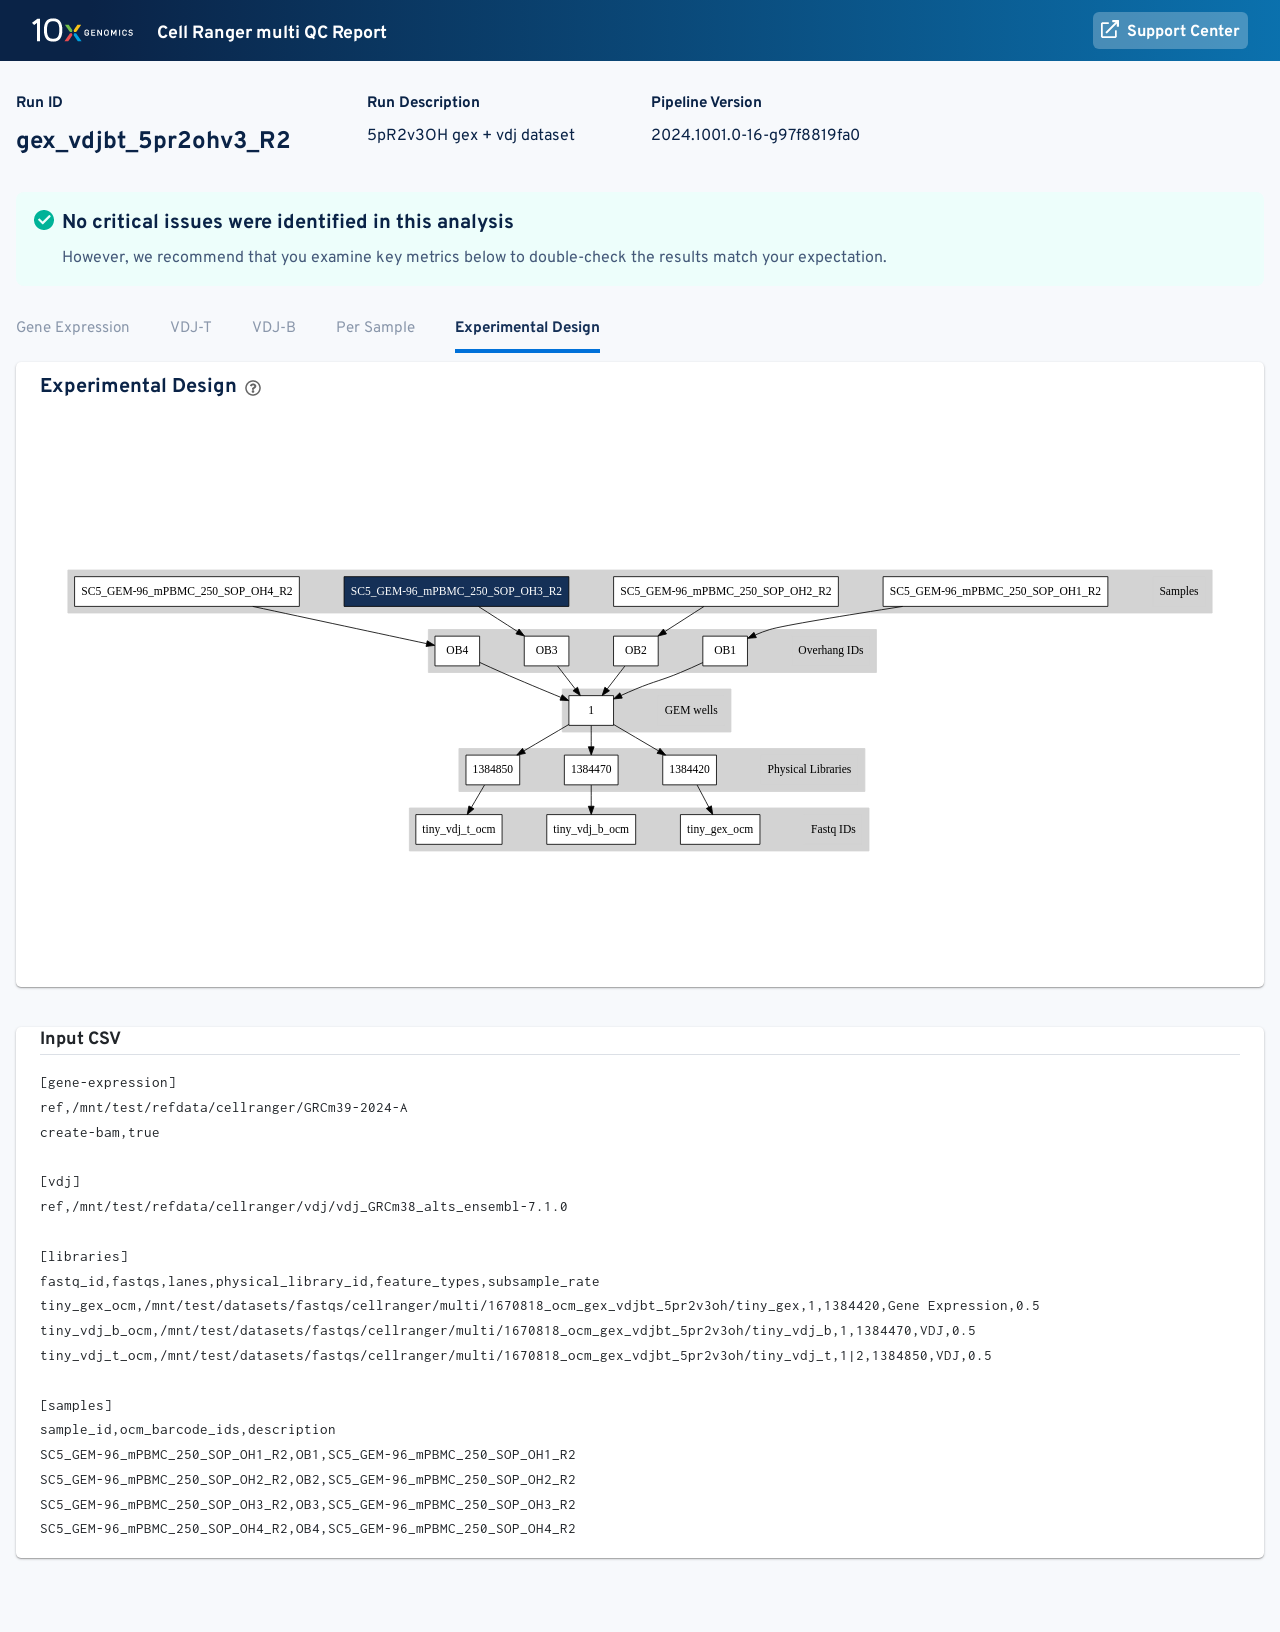 10x GENOMICS Cell Ranger multi QC Report Support Center
Run ID Run Description Pipeline Version
gex_vdjbt_5pr2ohv3_R2 5pR2v3OH gex + vdj dataset 2024.1001.0-16-g97f8819fa0
No critical issues were identified in this analysis
However, we recommend that you examine key metrics below to double-check the results match your expectation.
Gene Expression VDJ-T VDJ-B Per Sample Experimental Design
Experimental Design ?
SC5_GEM-96_mPBMC_250_SOP_OH4_R2 SC5_GEM-96_mPBMC_250_SOP_OH3_R2 SC5_GEM-96_mPBMC_250_SOP_OH2_R2 SC5_GEM-96_mPBMC_250_SOP_OH1_R2 Samples
OB4 OB3 OB2 OB1 Overhang IDs
1 GEM wells
1384850 1384470 1384420 Physical Libraries
tiny_vdj_t_ocm tiny_vdj_b_ocm tiny_gex_ocm Fastq IDs
Input CSV
[gene-expression]
ref,/mnt/test/refdata/cellranger/GRCm39-2024-A
create-bam,true
[vdj]
ref,/mnt/test/refdata/cellranger/vdj/vdj_GRCm38_alts_ensembl-7.1.0
[libraries]
fastq_id,fastqs,lanes,physical_library_id,feature_types,subsample_rate
tiny_gex_ocm,/mnt/test/datasets/fastqs/cellranger/multi/1670818_ocm_gex_vdjbt_5pr2v3oh/tiny_gex,1,1384420,Gene Expression,0.5
tiny_vdj_b_ocm,/mnt/test/datasets/fastqs/cellranger/multi/1670818_ocm_gex_vdjbt_5pr2v3oh/tiny_vdj_b,1,1384470,VDJ,0.5
tiny_vdj_t_ocm,/mnt/test/datasets/fastqs/cellranger/multi/1670818_ocm_gex_vdjbt_5pr2v3oh/tiny_vdj_t,1|2,1384850,VDJ,0.5
[samples]
sample_id,ocm_barcode_ids,description
SC5_GEM-96_mPBMC_250_SOP_OH1_R2,OB1,SC5_GEM-96_mPBMC_250_SOP_OH1_R2
SC5_GEM-96_mPBMC_250_SOP_OH2_R2,OB2,SC5_GEM-96_mPBMC_250_SOP_OH2_R2
SC5_GEM-96_mPBMC_250_SOP_OH3_R2,OB3,SC5_GEM-96_mPBMC_250_SOP_OH3_R2
SC5_GEM-96_mPBMC_250_SOP_OH4_R2,OB4,SC5_GEM-96_mPBMC_250_SOP_OH4_R2